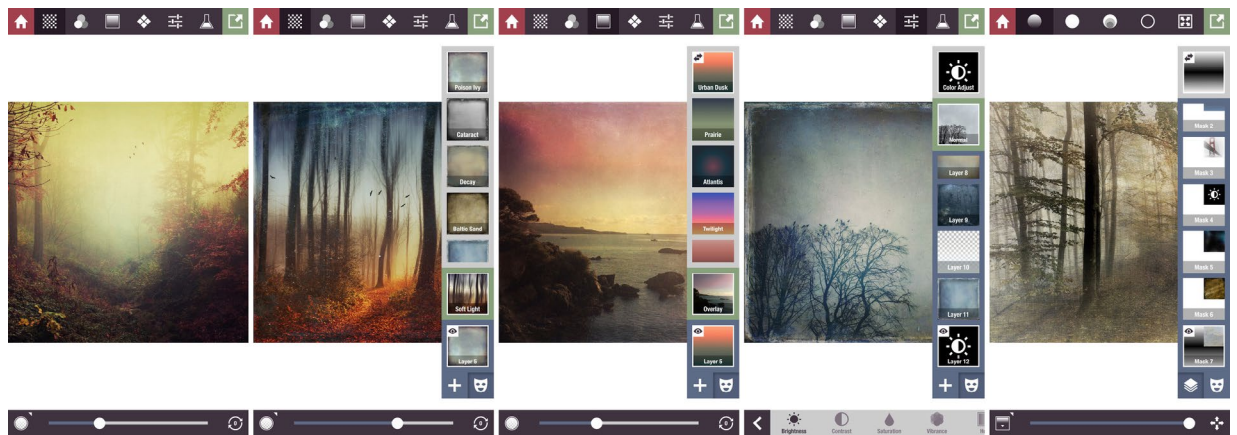 Poison Ivy
Cataract
Decay
Baltic Sand
Soft Light
Layer 6
Urban Dusk
Prairie
Atlantis
Twilight
Overlay
Layer 5
Color Adjust
Normal
Layer 8
Layer 9
Layer 10
Layer 11
Layer 12
Brightness
Contrast
Saturation
Vibrance
Mask 2
Mask 3
Mask 4
Mask 5
Mask 6
Mask 7